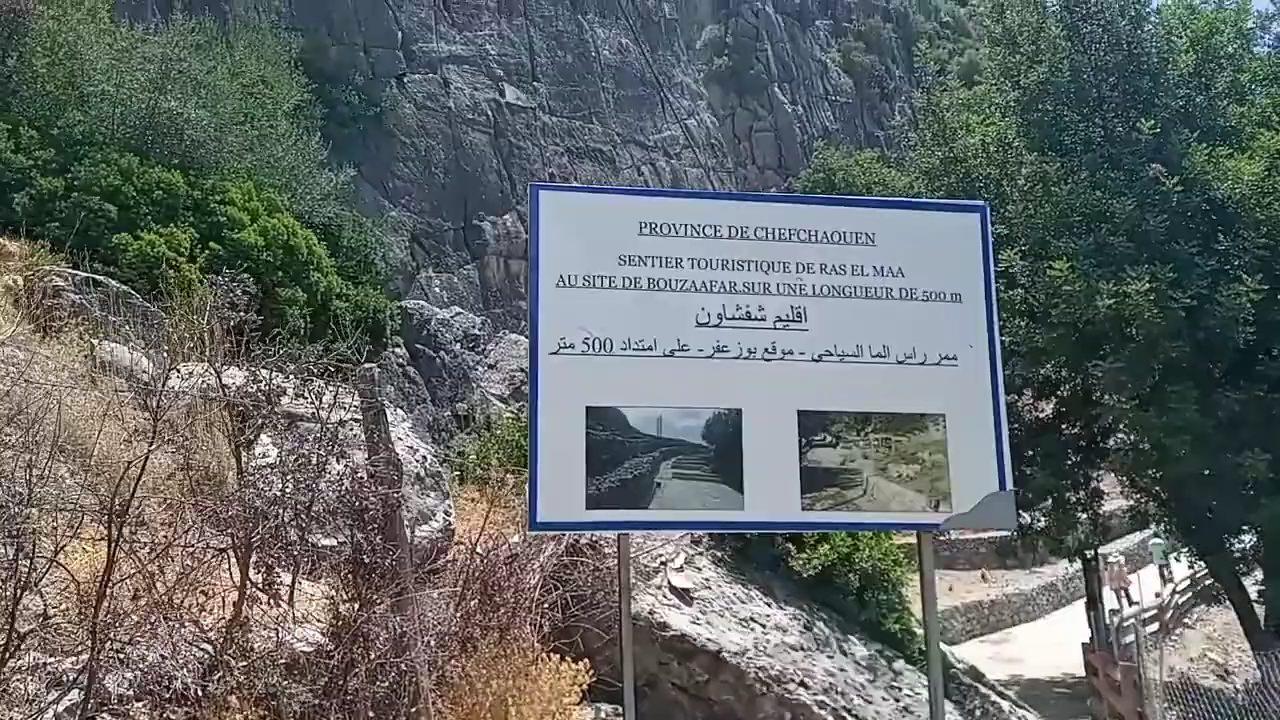 PROVINCE DE CHEFCHAOUEN
SENTIER TOURISTIQUE DE RAS EL MAA
AU SITE DE BOUZAAFAR SUR UNE LONGUEUR DE 500 m
اقليم شفشاون
ممر راس الما السياحي - موقع بوزعفر- على امتداد 500 متر